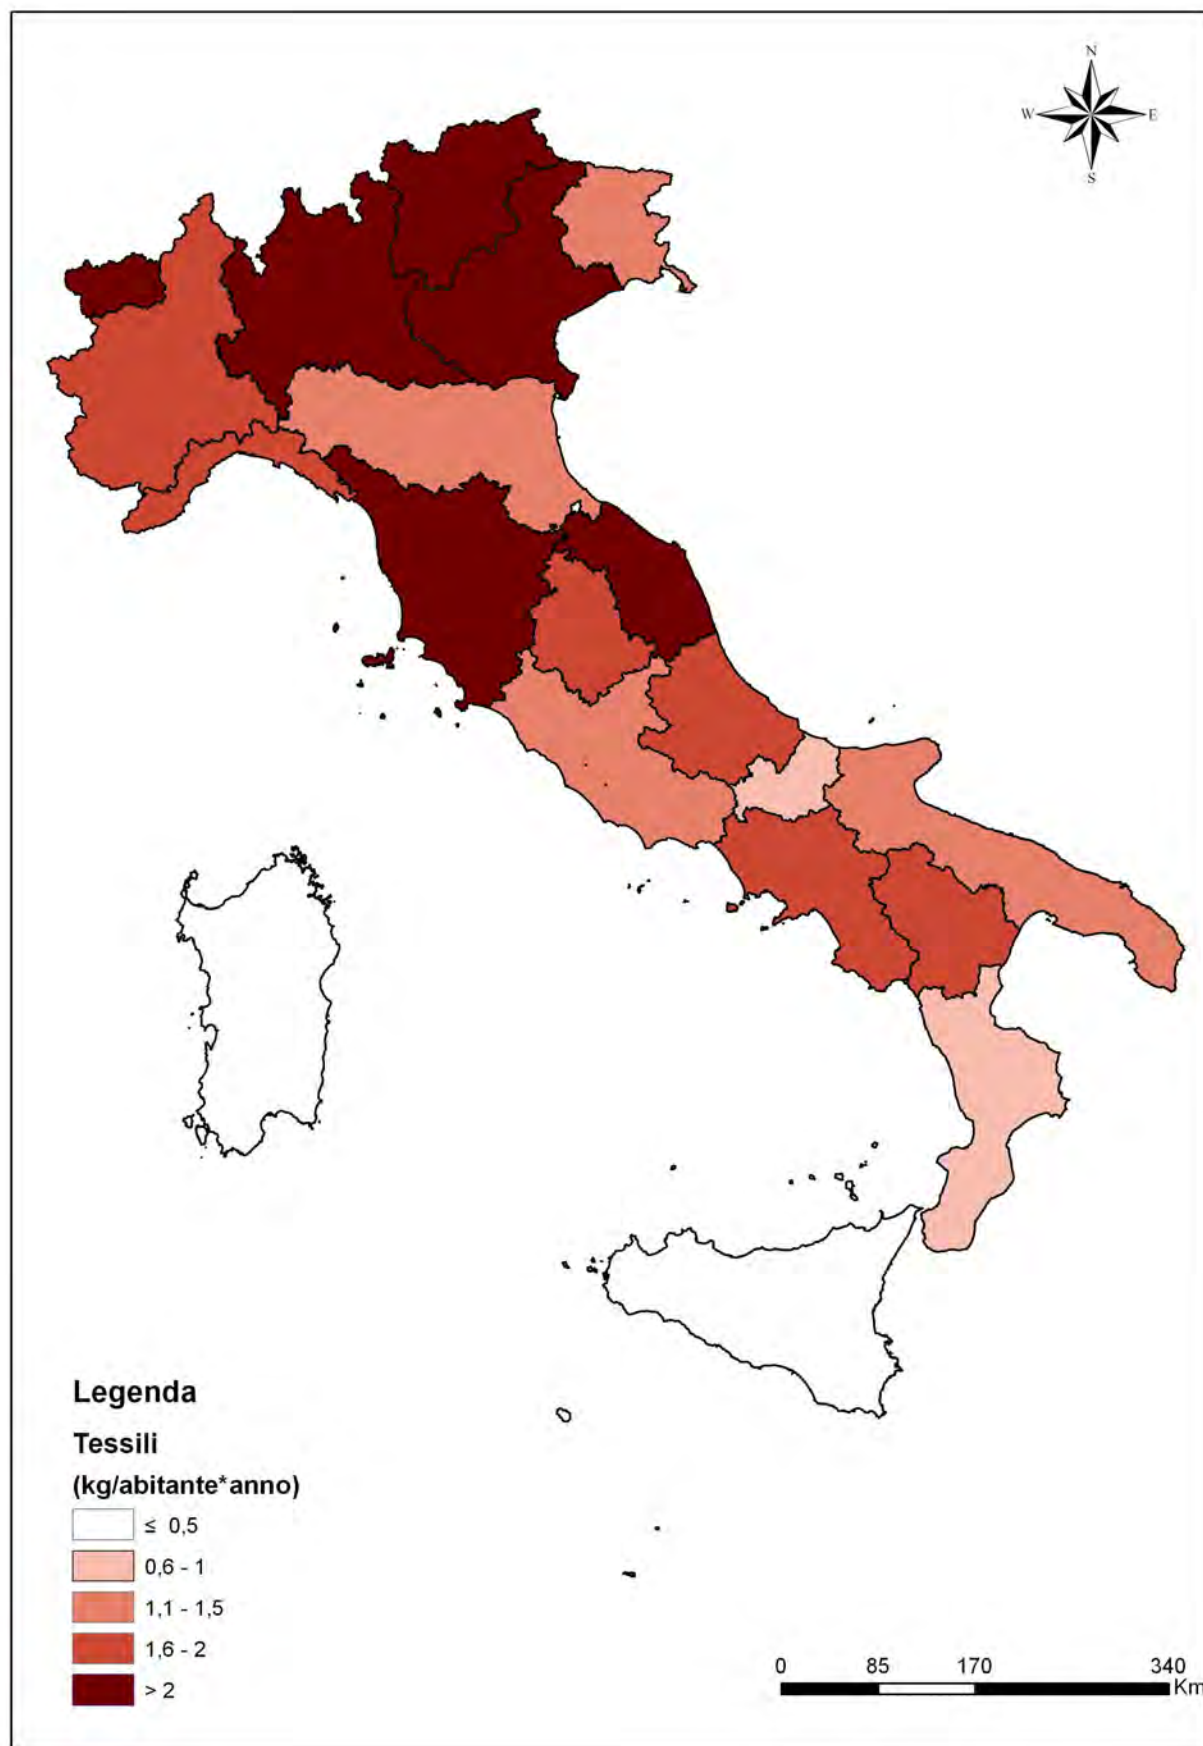 N
W E
S
Legenda
Tessili
(kg/abitante*anno)
≤ 0,5
0,6 - 1
1,1 - 1,5
1,6 - 2
> 2
0 85 170 340
Km